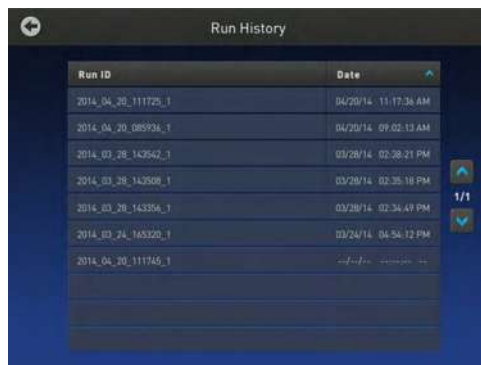 Run History
Run ID Date
2014_04_20_111725_1 04/20/14 11:17:36 AM
2014_04_20_085936_1 04/20/14 09:02:13 AM
2014_03_28_143542_1 03/28/14 02:38:21 PM
2014_03_28_143508_1 03/28/14 02:35:18 PM
2014_03_28_143356_1 03/28/14 02:34:49 PM
2014_03_24_165320_1 03/24/14 04:54:12 PM
2014_04_20_111745_1 --/--/-- --:--:-- --
1/1